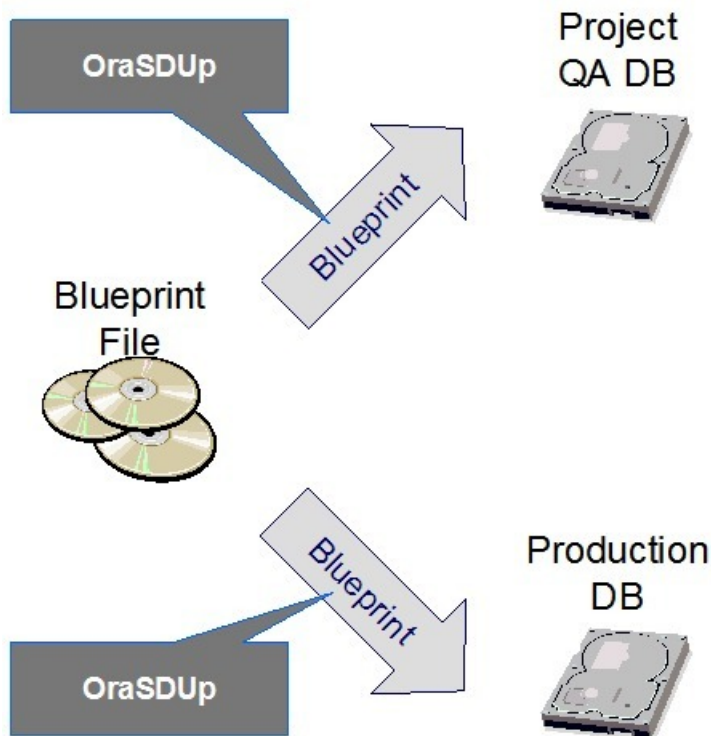 OraSDUp
Project
QA DB
Blueprint
Blueprint
File
Blueprint
Production
DB
OraSDUp